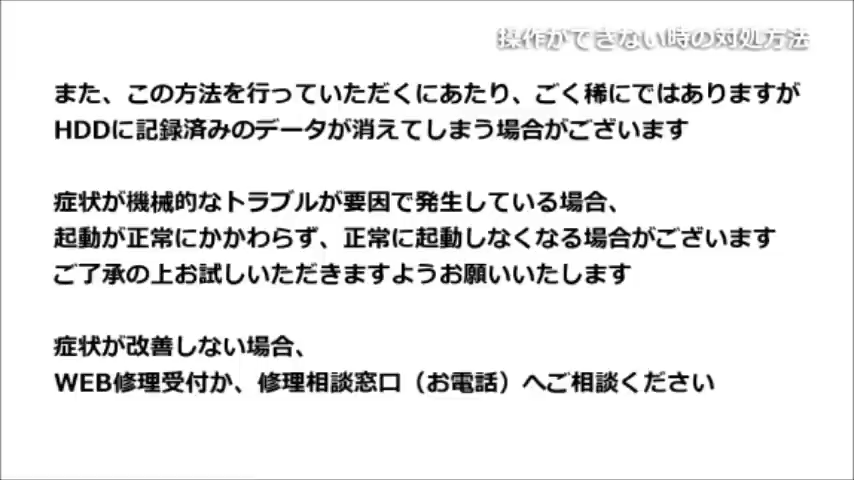 操作ができない時の対処方法
また、この方法を行っていただくにあたり、ごく稀にではありますが
HDDに記録済みのデータが消えてしまう場合がございます
症状が機械的なトラブルが要因で発生している場合、
起動が正常にかかわらず、正常に起動しなくなる場合がございます
ご了承の上お試しいただきますようお願いいたします
症状が改善しない場合、
WEB修理受付か、修理相談窓口（お電話）へご相談ください